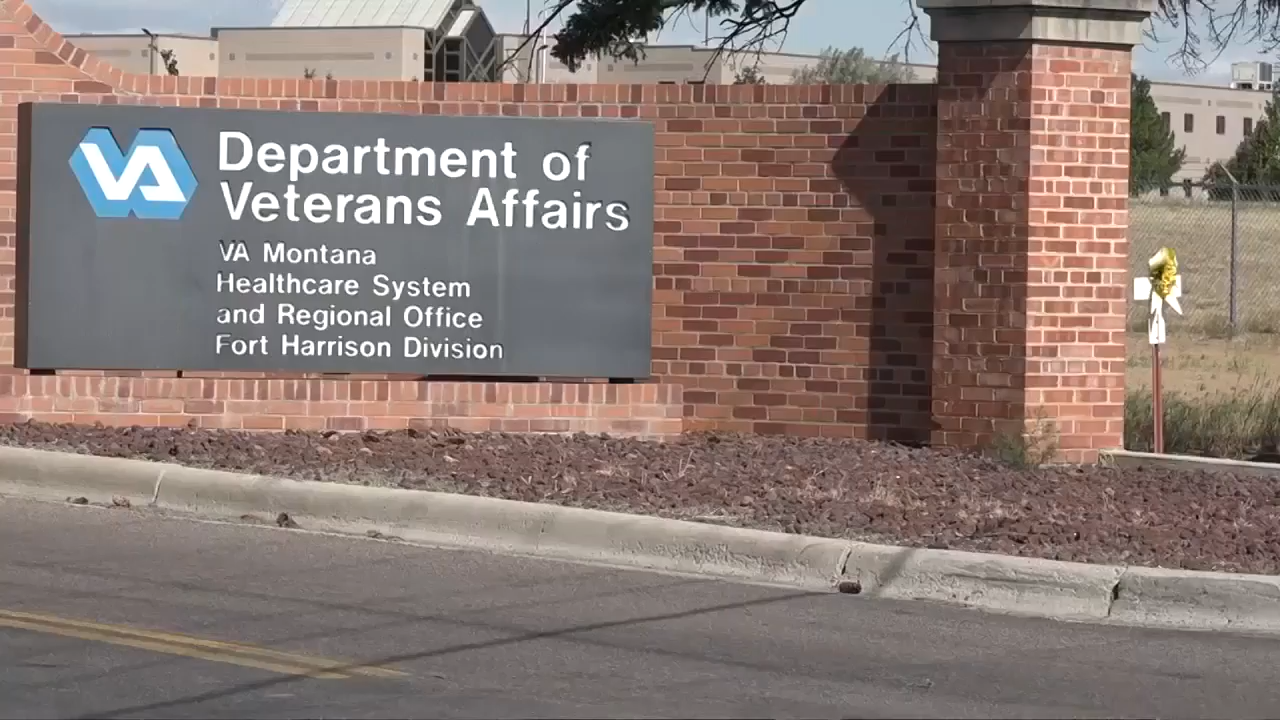 VA
Department of
Veterans Affairs
VA Montana
Healthcare System
and Regional Office
Fort Harrison Division